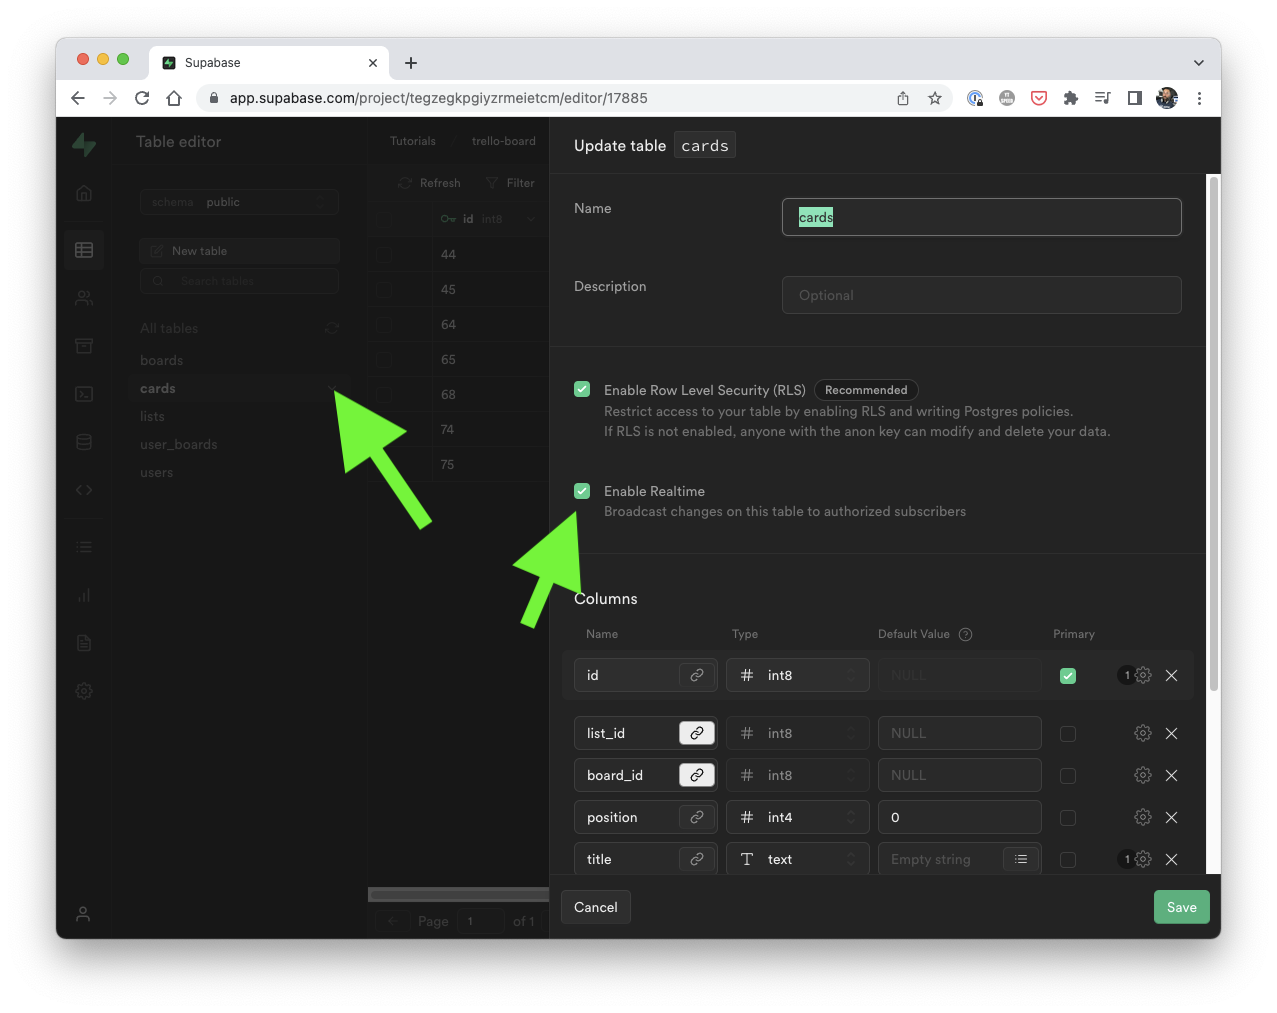 Supabase
app.supabase.com/project/tegzegkpgiyzrmeietcm/editor/17885
Table editor
schema public
New table
Search tables
All tables
boards
cards
lists
user_boards
users
Tutorials / trello-board
Refresh Filter
id int8
44
45
64
65
68
74
75
Page 1 of 1
Update table cards
Name
cards
Description
Optional
Enable Row Level Security (RLS) Recommended
Restrict access to your table by enabling RLS and writing Postgres policies.
If RLS is not enabled, anyone with the anon key can modify and delete your data.
Enable Realtime
Broadcast changes on this table to authorized subscribers
Columns
Name Type Default Value ? Primary
id # int8 NULL 1
list_id # int8 NULL
board_id # int8 NULL
position # int4 0
title T text Empty string 1
Cancel Save